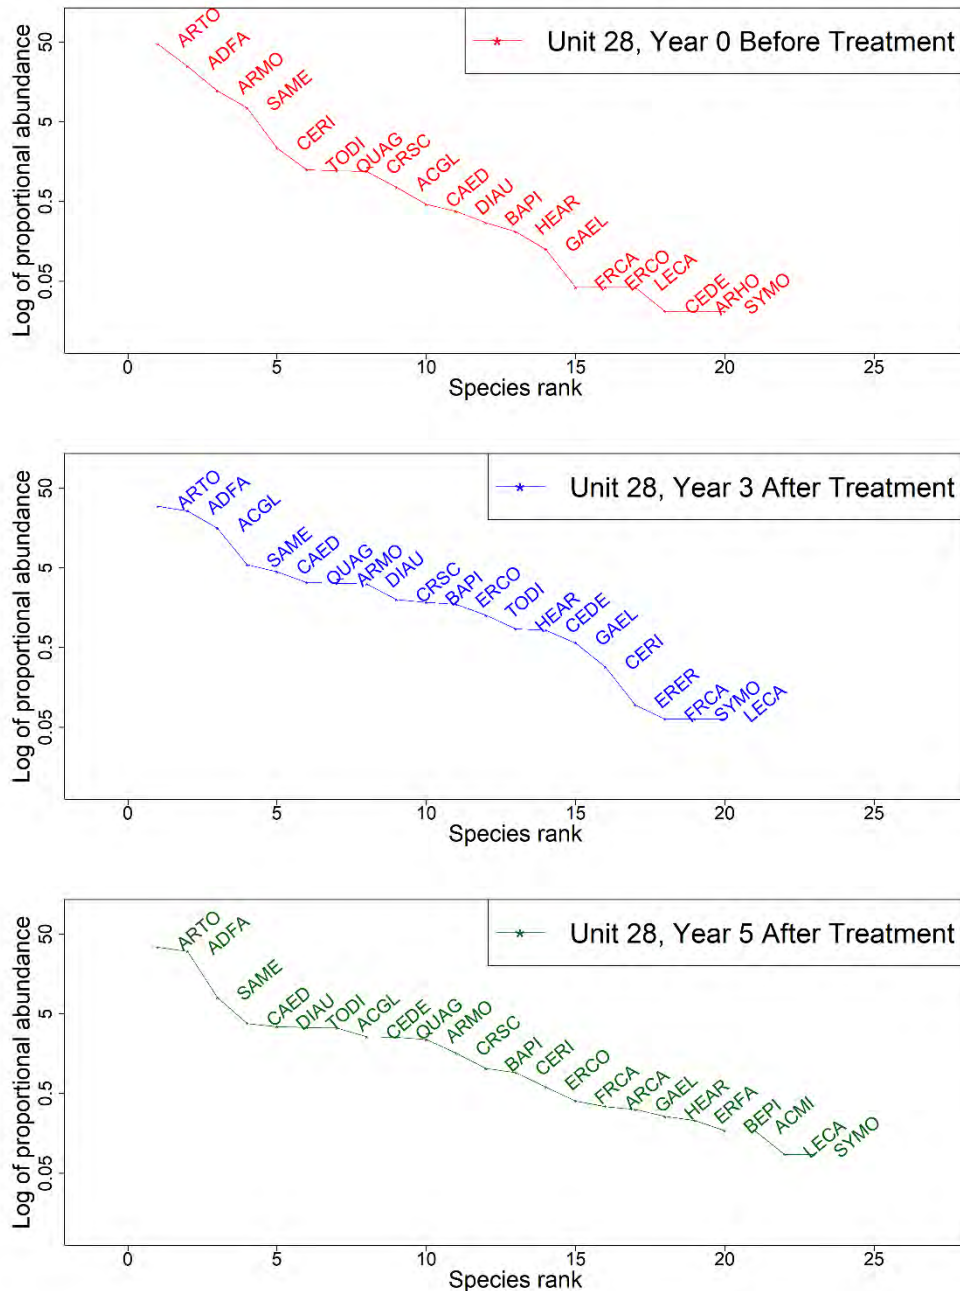 Unit 28, Year 0 Before Treatment
Log of proportional abundance
50
5
0.5
0.05
ARTO
ADFA
ARMO
SAME
CERI
TODI
QUAG
CRSC
ACGL
CAED
DIAU
BAPI
HEAR
GAEL
FRCA
ERCO
LECA
CEDE
ARHO
SYMO
0
5
10
15
20
25
Species rank
Unit 28, Year 3 After Treatment
Log of proportional abundance
50
5
0.5
0.05
ARTO
ADFA
ACGL
SAME
CAED
QUAG
ARMO
DIAU
CRSC
BAPI
ERCO
TODI
HEAR
CEDE
GAEL
CERI
ERER
FRCA
SYMO
LECA
0
5
10
15
20
25
Species rank
Unit 28, Year 5 After Treatment
Log of proportional abundance
50
5
0.5
0.05
ARTO
ADFA
SAME
CAED
DIAU
TODI
ACGL
CEDE
QUAG
ARMO
CRSC
BAPI
CERI
ERCO
FRCA
ARCA
GAEL
HEAR
ERFA
BEPI
ACMI
LECA
SYMO
0
5
10
15
20
25
Species rank